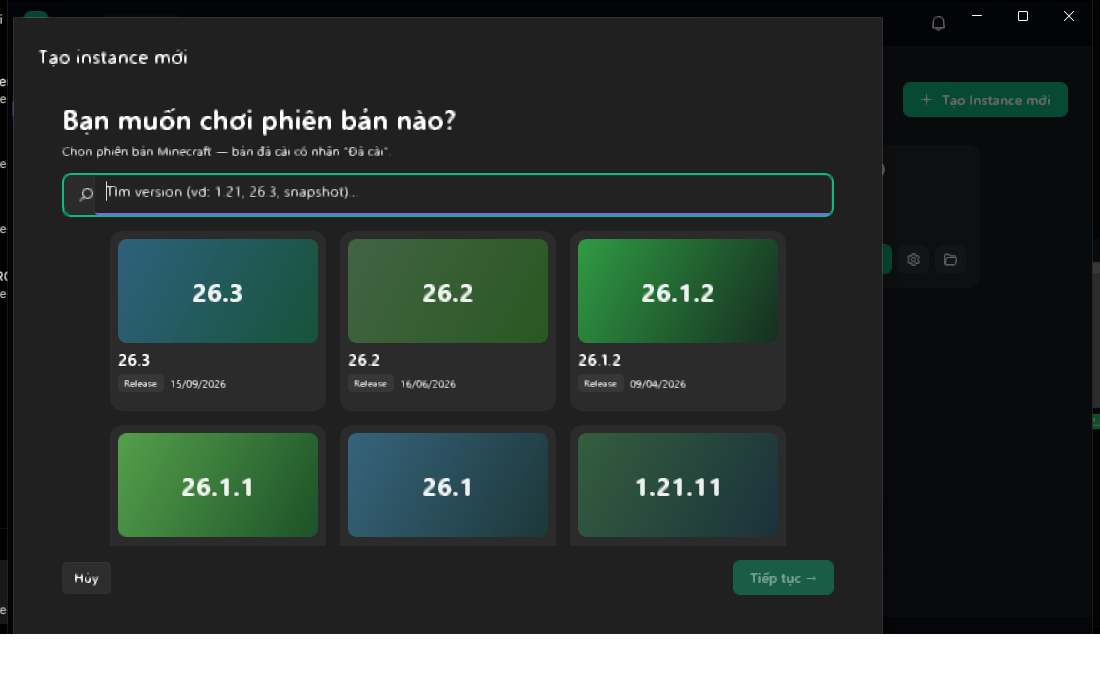 Tạo instance mới
+ Tạo Instance mới
Bạn muốn chơi phiên bản nào?
Chọn phiên bản Minecraft — bản đã cài có nhãn "Đã cài".
Tìm version (vd: 1.21, 26.3, snapshot)...
26.3
26.2
26.1.2
26.3
26.2
26.1.2
Release 15/09/2026
Release 16/06/2026
Release 09/04/2026
26.1.1
26.1
1.21.11
Hủy
Tiếp tục →